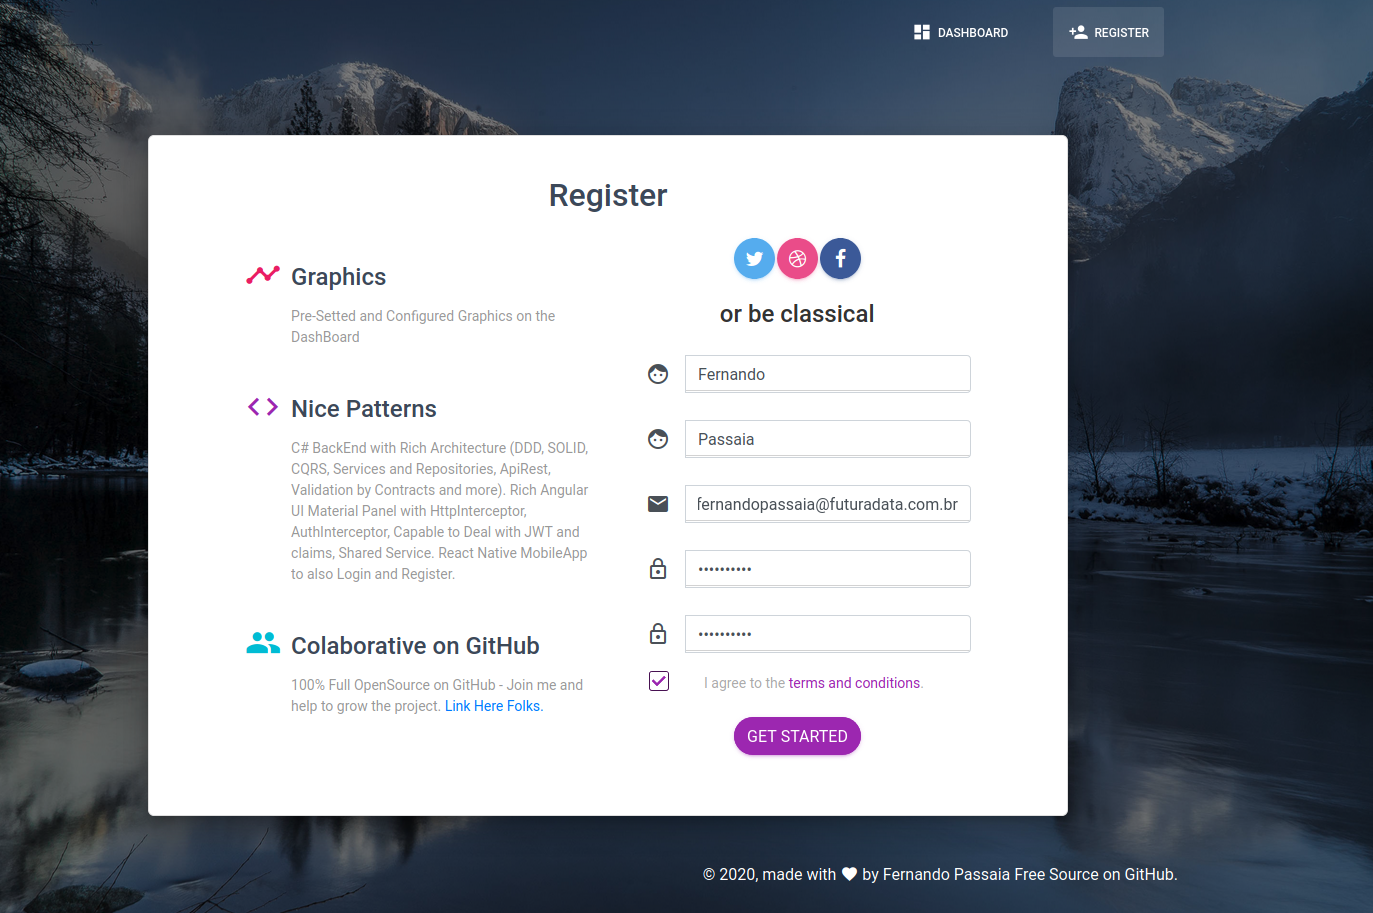 DASHBOARD
REGISTER
Register
Graphics
Pre-Setted and Configured Graphics on the
DashBoard
Nice Patterns
C# BackEnd with Rich Architecture (DDD, SOLID,
CQRS, Services and Repositories, ApiRest,
Validation by Contracts and more). Rich Angular
UI Material Panel with HttpInterceptor,
AuthInterceptor, Capable to Deal with JWT and
claims, Shared Service. React Native MobileApp
to also Login and Register.
Colaborative on GitHub
100% Full OpenSource on GitHub - Join me and
help to grow the project. Link Here Folks.
or be classical
Fernando
Passaia
fernandopassaia@futuradata.com.br
••••••••••
••••••••••
I agree to the terms and conditions.
GET STARTED
© 2020, made with ♥ by Fernando Passaia Free Source on GitHub.